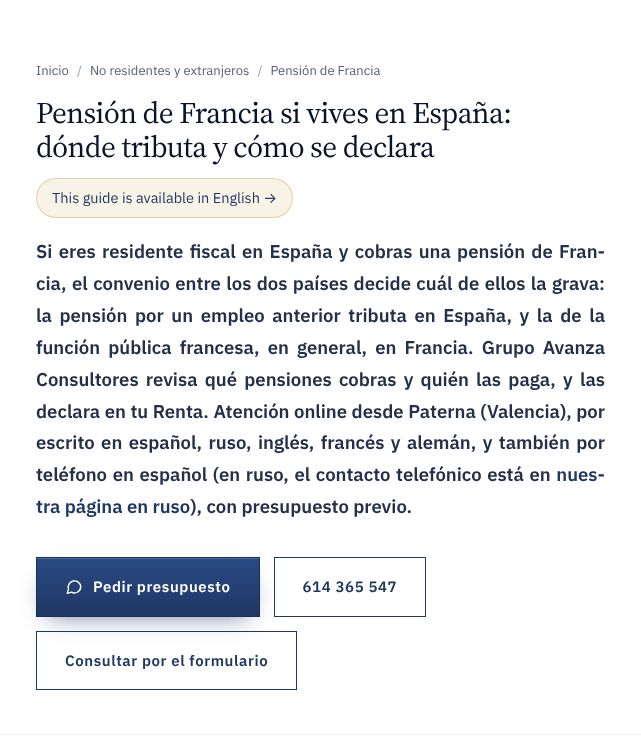 Inicio / No residentes y extranjeros / Pensión de Francia
Pensión de Francia si vives en España:
dónde tributa y cómo se declara
This guide is available in English →
Si eres residente fiscal en España y cobras una pensión de Fran-
cia, el convenio entre los dos países decide cuál de ellos la grava:
la pensión por un empleo anterior tributa en España, y la de la
función pública francesa, en general, en Francia. Grupo Avanza
Consultores revisa qué pensiones cobras y quién las paga, y las
declara en tu Renta. Atención online desde Paterna (Valencia), por
escrito en español, ruso, inglés, francés y alemán, y también por
teléfono en español (en ruso, el contacto telefónico está en nues-
tra página en ruso), con presupuesto previo.
Pedir presupuesto
614 365 547
Consultar por el formulario